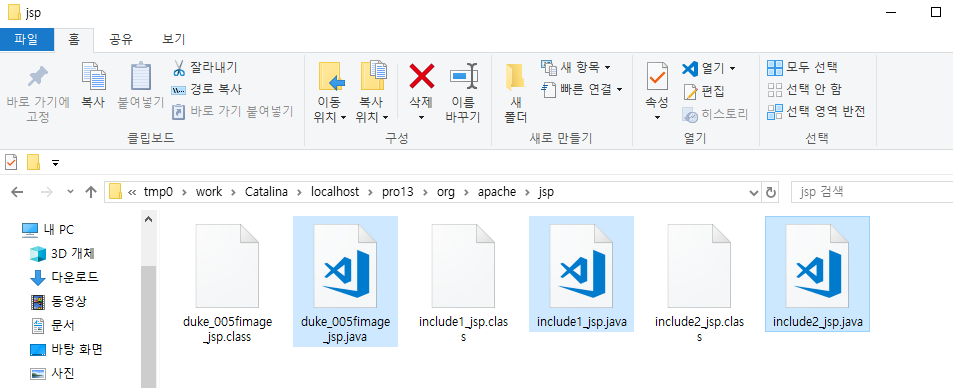 jsp
파일 홈 공유 보기
바로 가기에
고정
복사
붙여넣기
잘라내기
경로 복사
바로 가기 붙여넣기
클립보드
이동
위치
복사
위치
삭제
이름
바꾸기
구성
새
폴더
새 항목
빠른 연결
새로 만들기
속성
열기
편집
히스토리
열기
모두 선택
선택 안 함
선택 영역 반전
선택
« tmp0 > work > Catalina > localhost > pro13 > org > apache > jsp
jsp 검색
내 PC
3D 개체
다운로드
동영상
문서
바탕 화면
사진
duke_005fimage
_jsp.class
duke_005fimage
_jsp.java
include1_jsp.clas
s
include1_jsp.java
include2_jsp.clas
s
include2_jsp.java